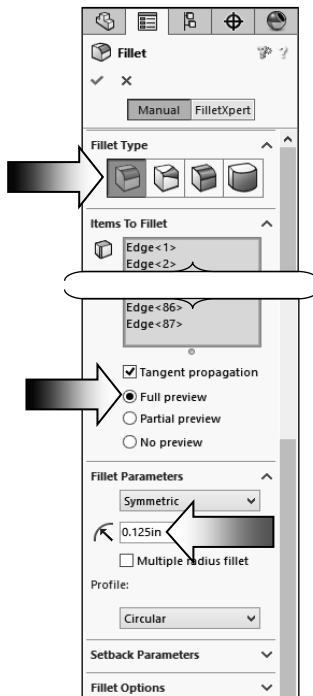 Fillet
?
Manual FilletXpert
Fillet Type
Items To Fillet
Edge<1>
Edge<2>
Edge<86>
Edge<87>
Tangent propagation
Full preview
Partial preview
No preview
Fillet Parameters
Symmetric
0.125in
Multiple radius fillet
Profile:
Circular
Setback Parameters
Fillet Options